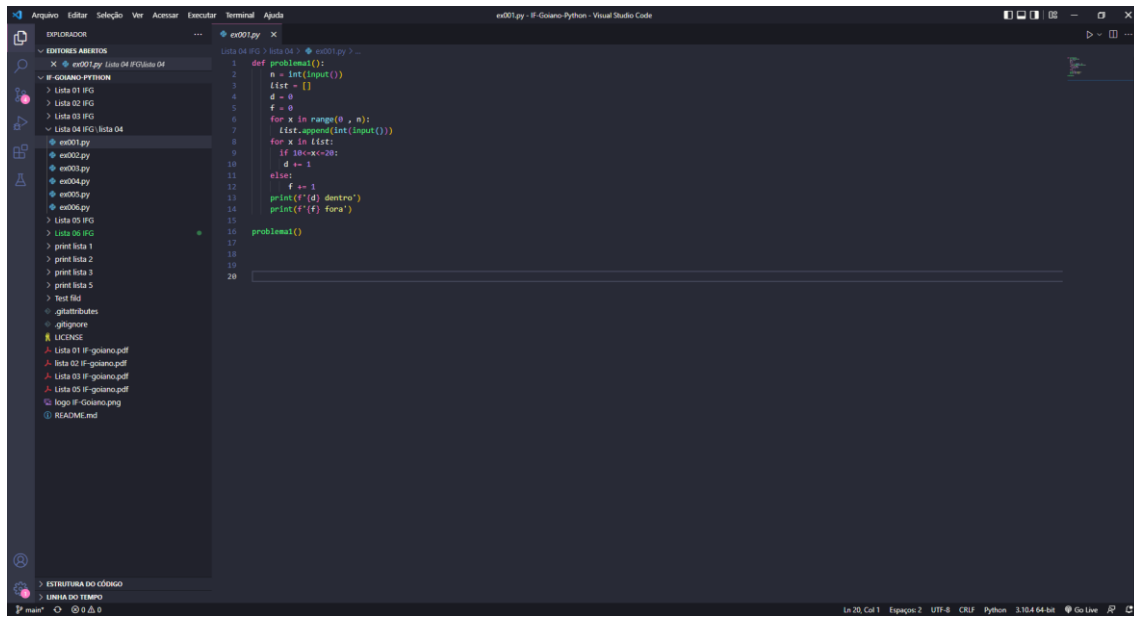 Arquivo Editar Seleção Ver Acessar Executar Terminal Ajuda
ex001.py - IF-Goiano-Python - Visual Studio Code
EXPLORADOR
EDITORES ABERTOS
ex001.py Lista 04 IFG\lista 04
IF-GOIANO-PYTHON
Lista 01 IFG
Lista 02 IFG
Lista 03 IFG
Lista 04 IFG \ lista 04
ex001.py
ex002.py
ex003.py
ex004.py
ex005.py
ex006.py
Lista 05 IFG
Lista 06 IFG
print lista 1
print lista 2
print lista 3
print lista 5
Test fild
.gitattributes
.gitignore
LICENSE
Lista 01 IF-goiano.pdf
lista 02 IF-goiano.pdf
Lista 03 IF-goiano.pdf
Lista 05 IF-goiano.pdf
logo IF-Goiano.png
README.md
ESTRUTURA DO CÓDIGO
LINHA DO TEMPO
ex001.py
Lista 04 IFG > lista 04 > ex001.py > ...
1 def problema1():
2 n = int(input())
3 list = []
4 d = 0
5 f = 0
6 for x in range(0 , n):
7 list.append(int(input()))
8 for x in list:
9 if 10<=x<=20:
10 d += 1
11 else:
12 f += 1
13 print(f'{d} dentro')
14 print(f'{f} fora')
15
16 problema1()
17
18
19
20
main* 0 0 Ln 20, Col 1 Espaços: 2 UTF-8 CRLF Python 3.10.4 64-bit Go Live